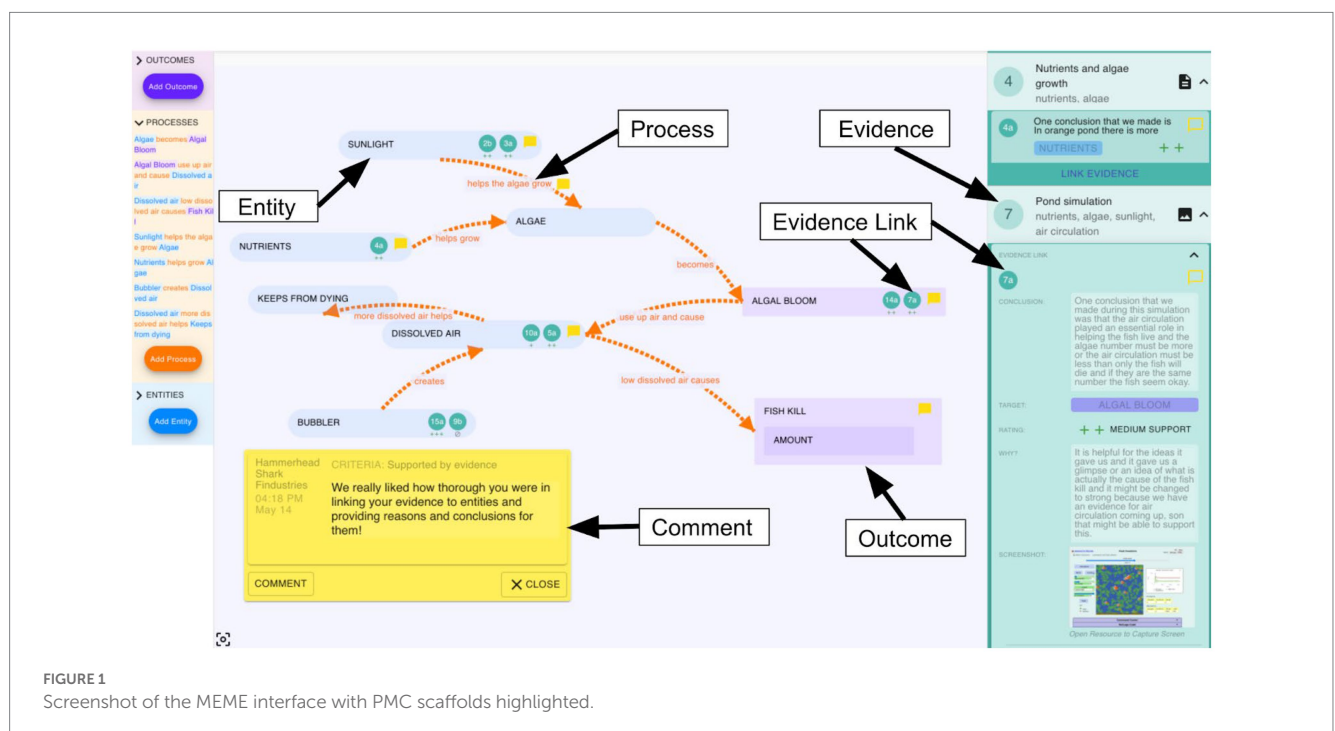 OUTCOMES
Add Outcome
PROCESSES
Algae becomes Algal
Bloom
Algal Bloom use up air
and cause Dissolved a
ir
Dissolved air low disso
lved air causes Fish Kil
l
Sunlight helps the alga
e grow Algae
Nutrients helps grow Al
gae
Bubbler creates Dissol
ved air
Dissolved air more dis
solved air helps Keeps
from dying
Add Process
ENTITIES
Add Entity
SUNLIGHT
2b 3a
++ ++
helps the algae grow
Process
Entity
ALGAE
NUTRIENTS
4a
++
helps grow
becomes
KEEPS FROM DYING
more dissolved air helps
DISSOLVED AIR
10a 5a
+ ++
use up air and cause
ALGAL BLOOM
14a 7a
++ ++
creates
low dissolved air causes
BUBBLER
15a 9b
+++
FISH KILL
AMOUNT
Hammerhead
Shark
Findustries
04:18 PM
May 14
CRITERIA: Supported by evidence
We really liked how thorough you were in
linking your evidence to entities and
providing reasons and conclusions for
them!
COMMENT
CLOSE
Comment
Outcome
Evidence
Evidence Link
4
Nutrients and algae
growth
nutrients, algae
4a
One conclusion that we made is
In orange pond there is more
NUTRIENTS
+ +
LINK EVIDENCE
7
Pond simulation
nutrients, algae, sunlight,
air circulation
EVIDENCE LINK
7a
CONCLUSION:
One conclusion that we
made during this simulation
was that the air circulation
played an essential role in
helping the fish live and the
algae number must be more
or the air circulation must be
less than only the fish will
die and if they are the same
number the fish seem okay.
TARGET:
ALGAL BLOOM
RATING:
+ + MEDIUM SUPPORT
WHY?
It is helpful for the ideas it
gave us and it gave us a
glimpse or an idea of what is
actually the cause of the fish
kill and it might be changed
to strong because we have
an evidence for air
circulation coming up, son
that might be able to support
this.
SCREENSHOT:
Open Resource to Capture Screen
FIGURE 1
Screenshot of the MEME interface with PMC scaffolds highlighted.